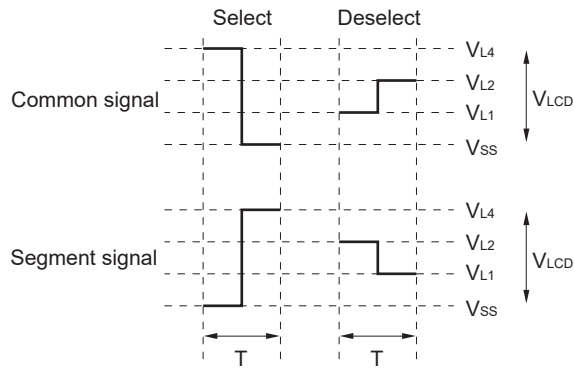 Select Deselect
VL4
VL2
Common signal
VL1
VLCD
VSS
VL4
VL2
Segment signal
VL1
VLCD
VSS
T T